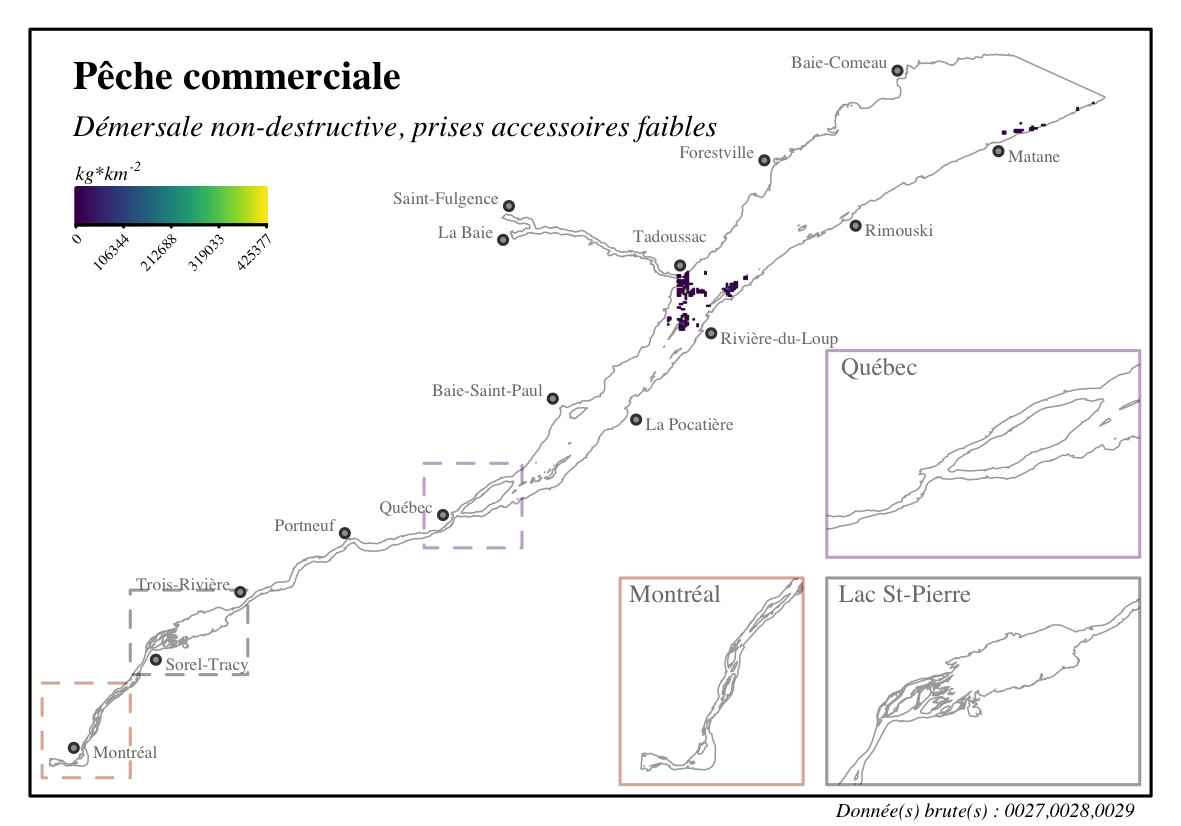 Pêche commerciale
Démersale non-destructive, prises accessoires faibles
kg*km-2
0
106344
212688
319033
425377
Baie-Comeau
Forestville
Matane
Saint-Fulgence
La Baie
Tadoussac
Rimouski
Rivière-du-Loup
Baie-Saint-Paul
La Pocatière
Québec
Portneuf
Trois-Rivière
Sorel-Tracy
Montréal
Québec
Montréal
Lac St-Pierre
Donnée(s) brute(s) : 0027,0028,0029